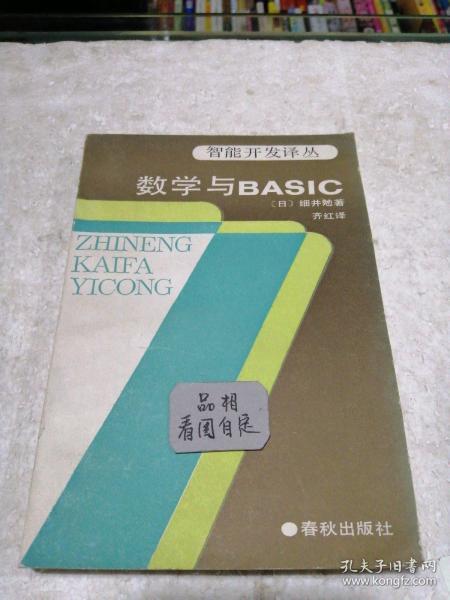 智能开发译丛
数学与BASIC
〔日〕细井勉著
齐红译
ZHINENG
KAIFA
YICONG
品相
看图自定
春秋出版社
孔夫子旧书网
www.kongfz.com